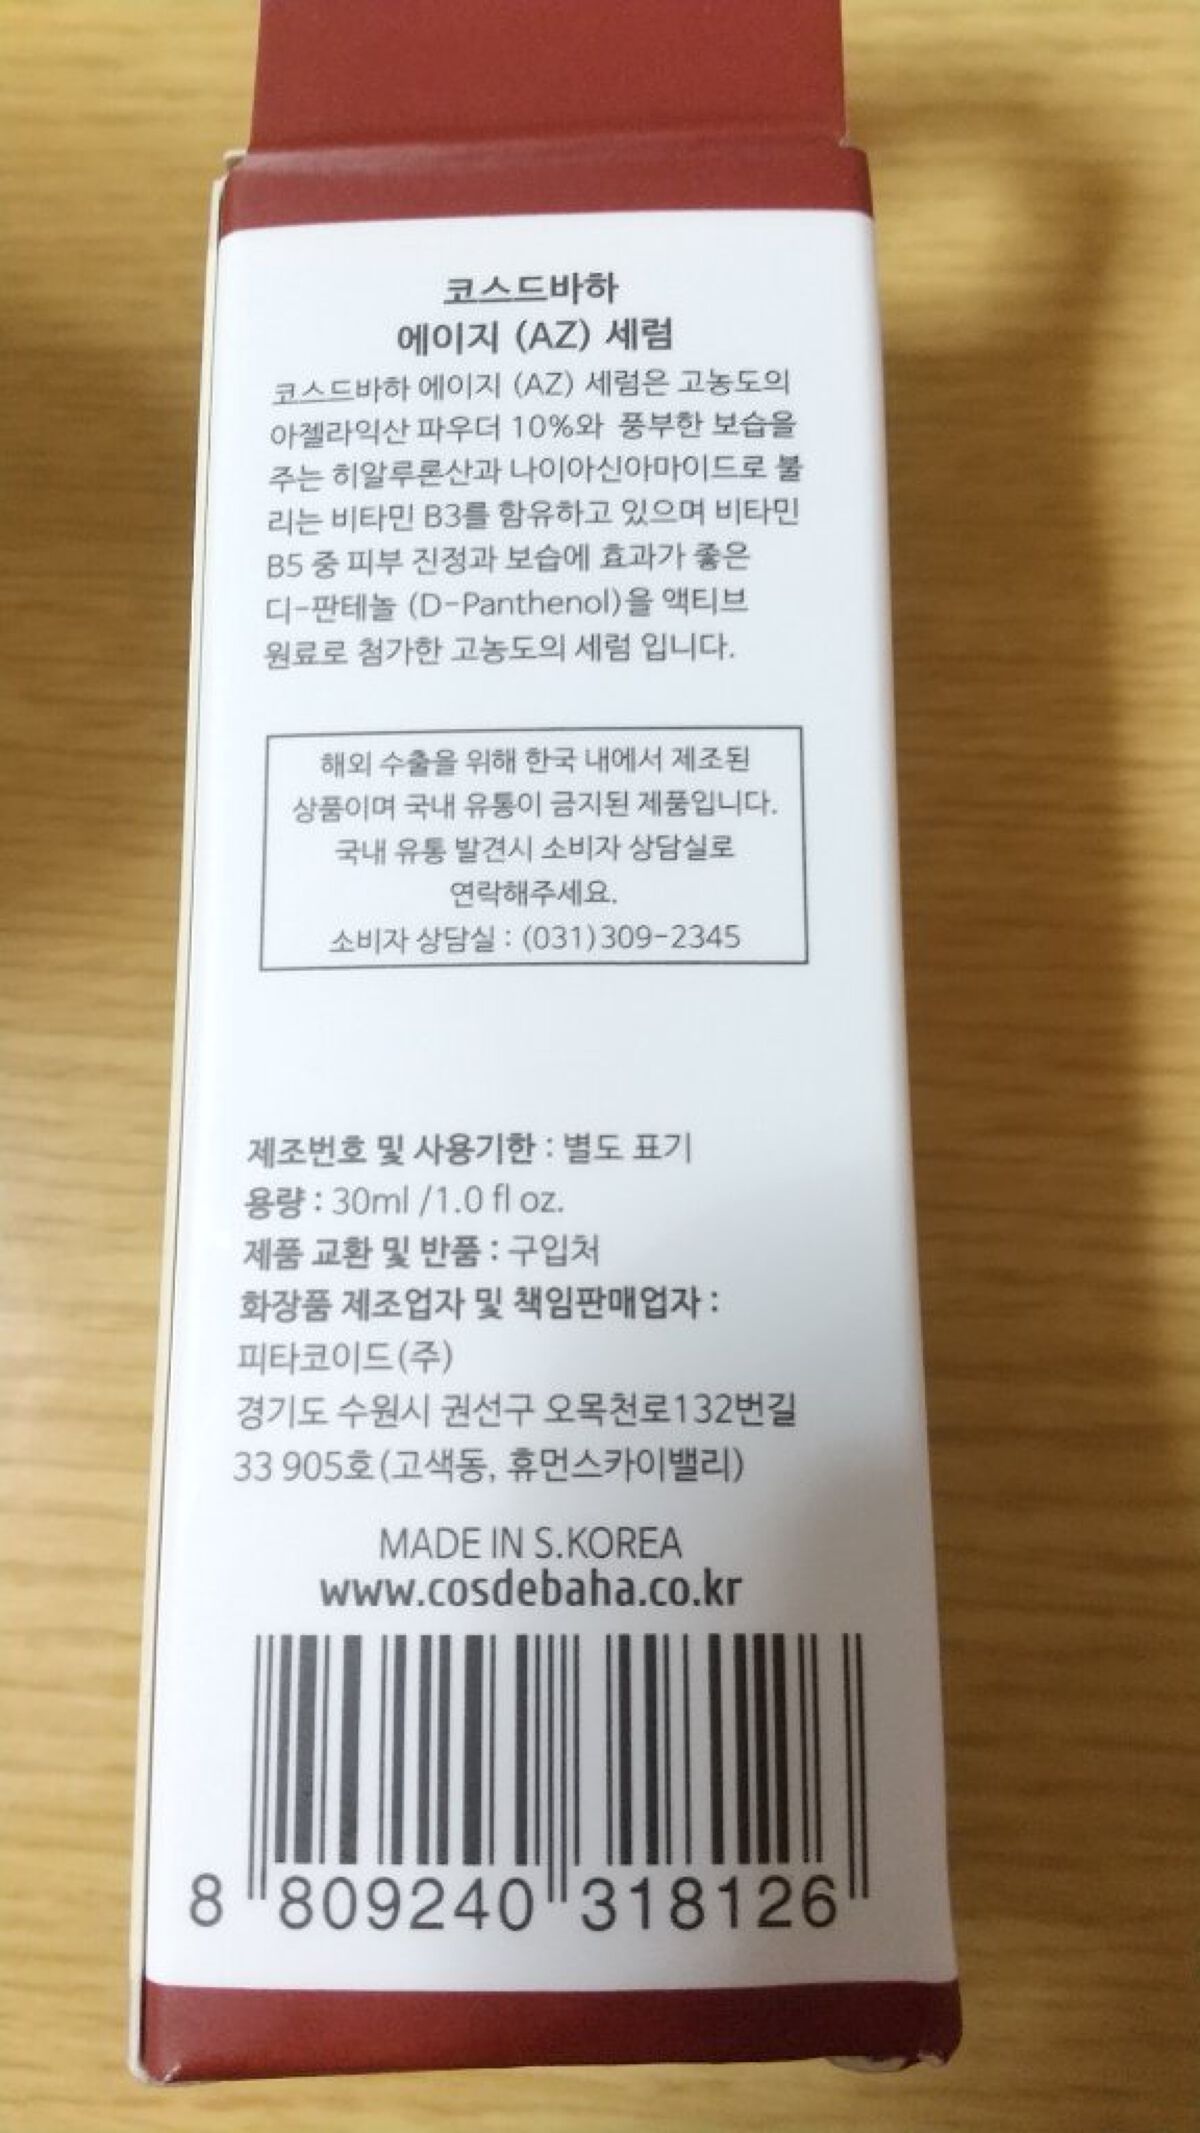 코스드바하
에이지 (AZ) 세럼
코스드바하 에이지 (AZ) 세럼은 고농도의
아젤라익산 파우더 10%와 풍부한 보습을
주는 히알루론산과 나이아신아마이드로 불
리는 비타민 B3를 함유하고 있으며 비타민
B5 중 피부 진정과 보습에 효과가 좋은
디-판테놀 (D-Panthenol)을 액티브
원료로 첨가한 고농도의 세럼 입니다.
해외 수출을 위해 한국 내에서 제조된
상품이며 국내 유통이 금지된 제품입니다.
국내 유통 발견시 소비자 상담실로
연락해주세요.
소비자 상담실 : (031)309-2345
제조번호 및 사용기한 : 별도 표기
용량 : 30ml /1.0 fl oz.
제품 교환 및 반품 : 구입처
화장품 제조업자 및 책임판매업자 :
피타코이드(주)
경기도 수원시 권선구 오목천로132번길
33 905호(고색동, 휴먼스카이밸리)
MADE IN S.KOREA
www.cosdebaha.co.kr
8 809240 318126